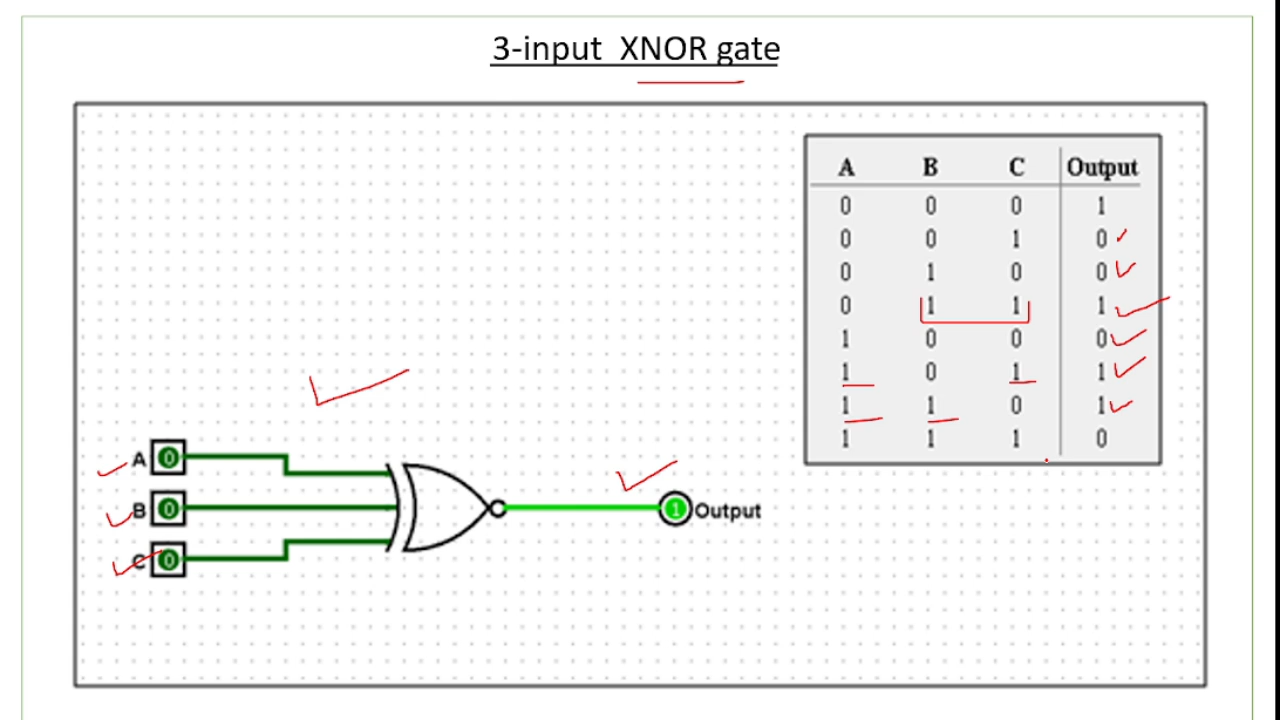 3-input XNOR gate
A B C Output
0 0 0 1
0 0 1 0
0 1 0 0
0 1 1 1
1 0 0 0
1 0 1 1
1 1 0 1
1 1 1 0
A 0
B 0
C 0
1 Output